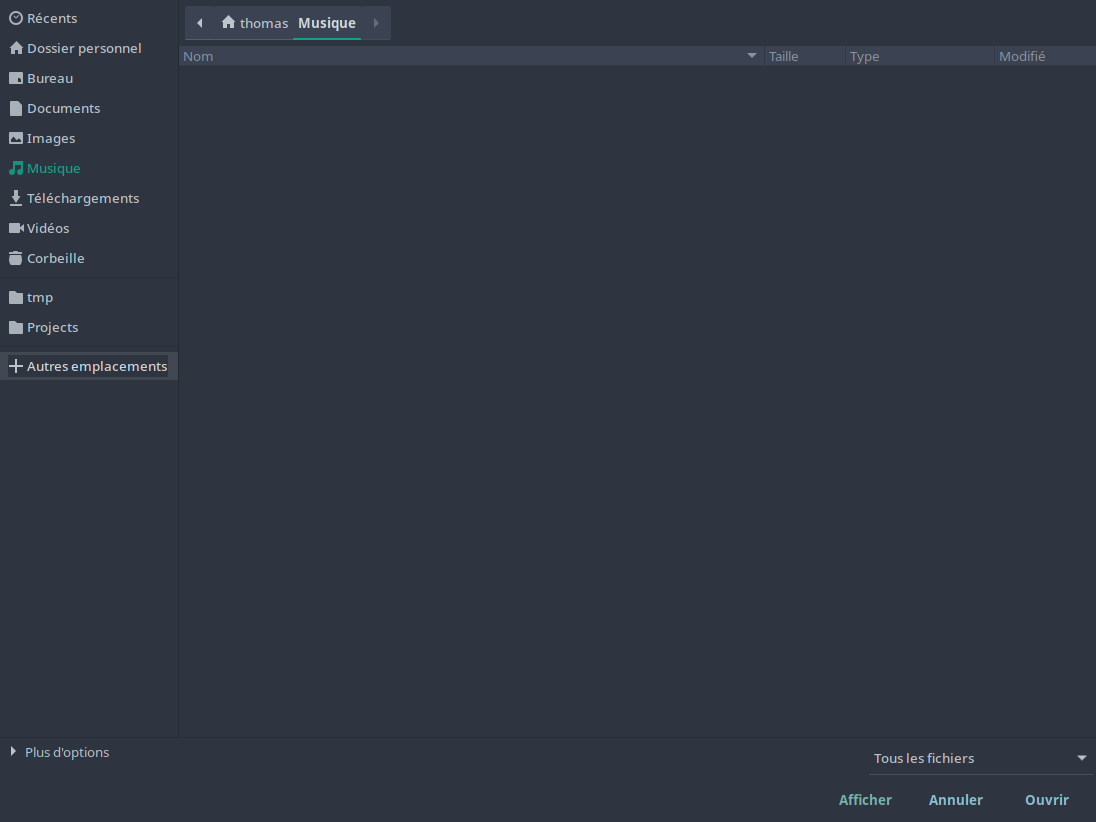 Récents
Dossier personnel
Bureau
Documents
Images
Musique
Téléchargements
Vidéos
Corbeille
tmp
Projects
Autres emplacements
thomas Musique
Nom Taille Type Modifié
Plus d'options
Tous les fichiers
Afficher Annuler Ouvrir